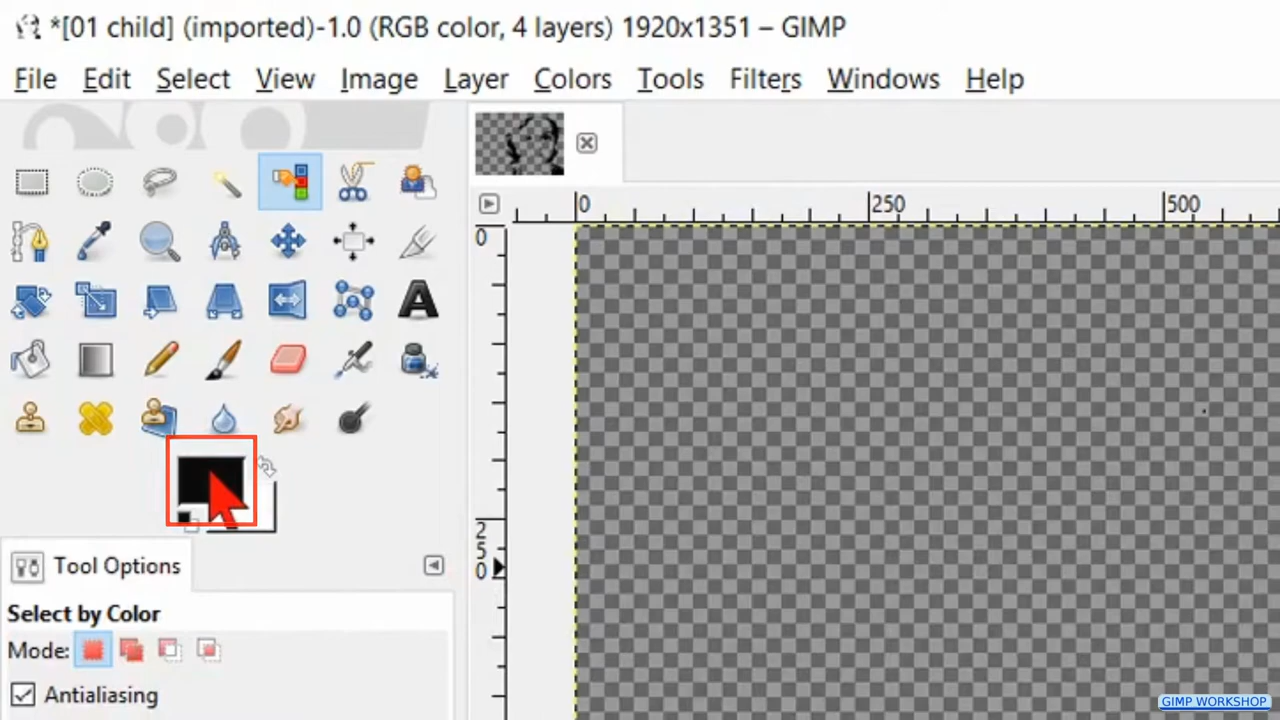 *[01 child] (imported)-1.0 (RGB color, 4 layers) 1920x1351 – GIMP
File Edit Select View Image Layer Colors Tools Filters Windows Help
0 250 500
0
250
Tool Options
Select by Color
Mode:
Antialiasing
GIMP WORKSHOP